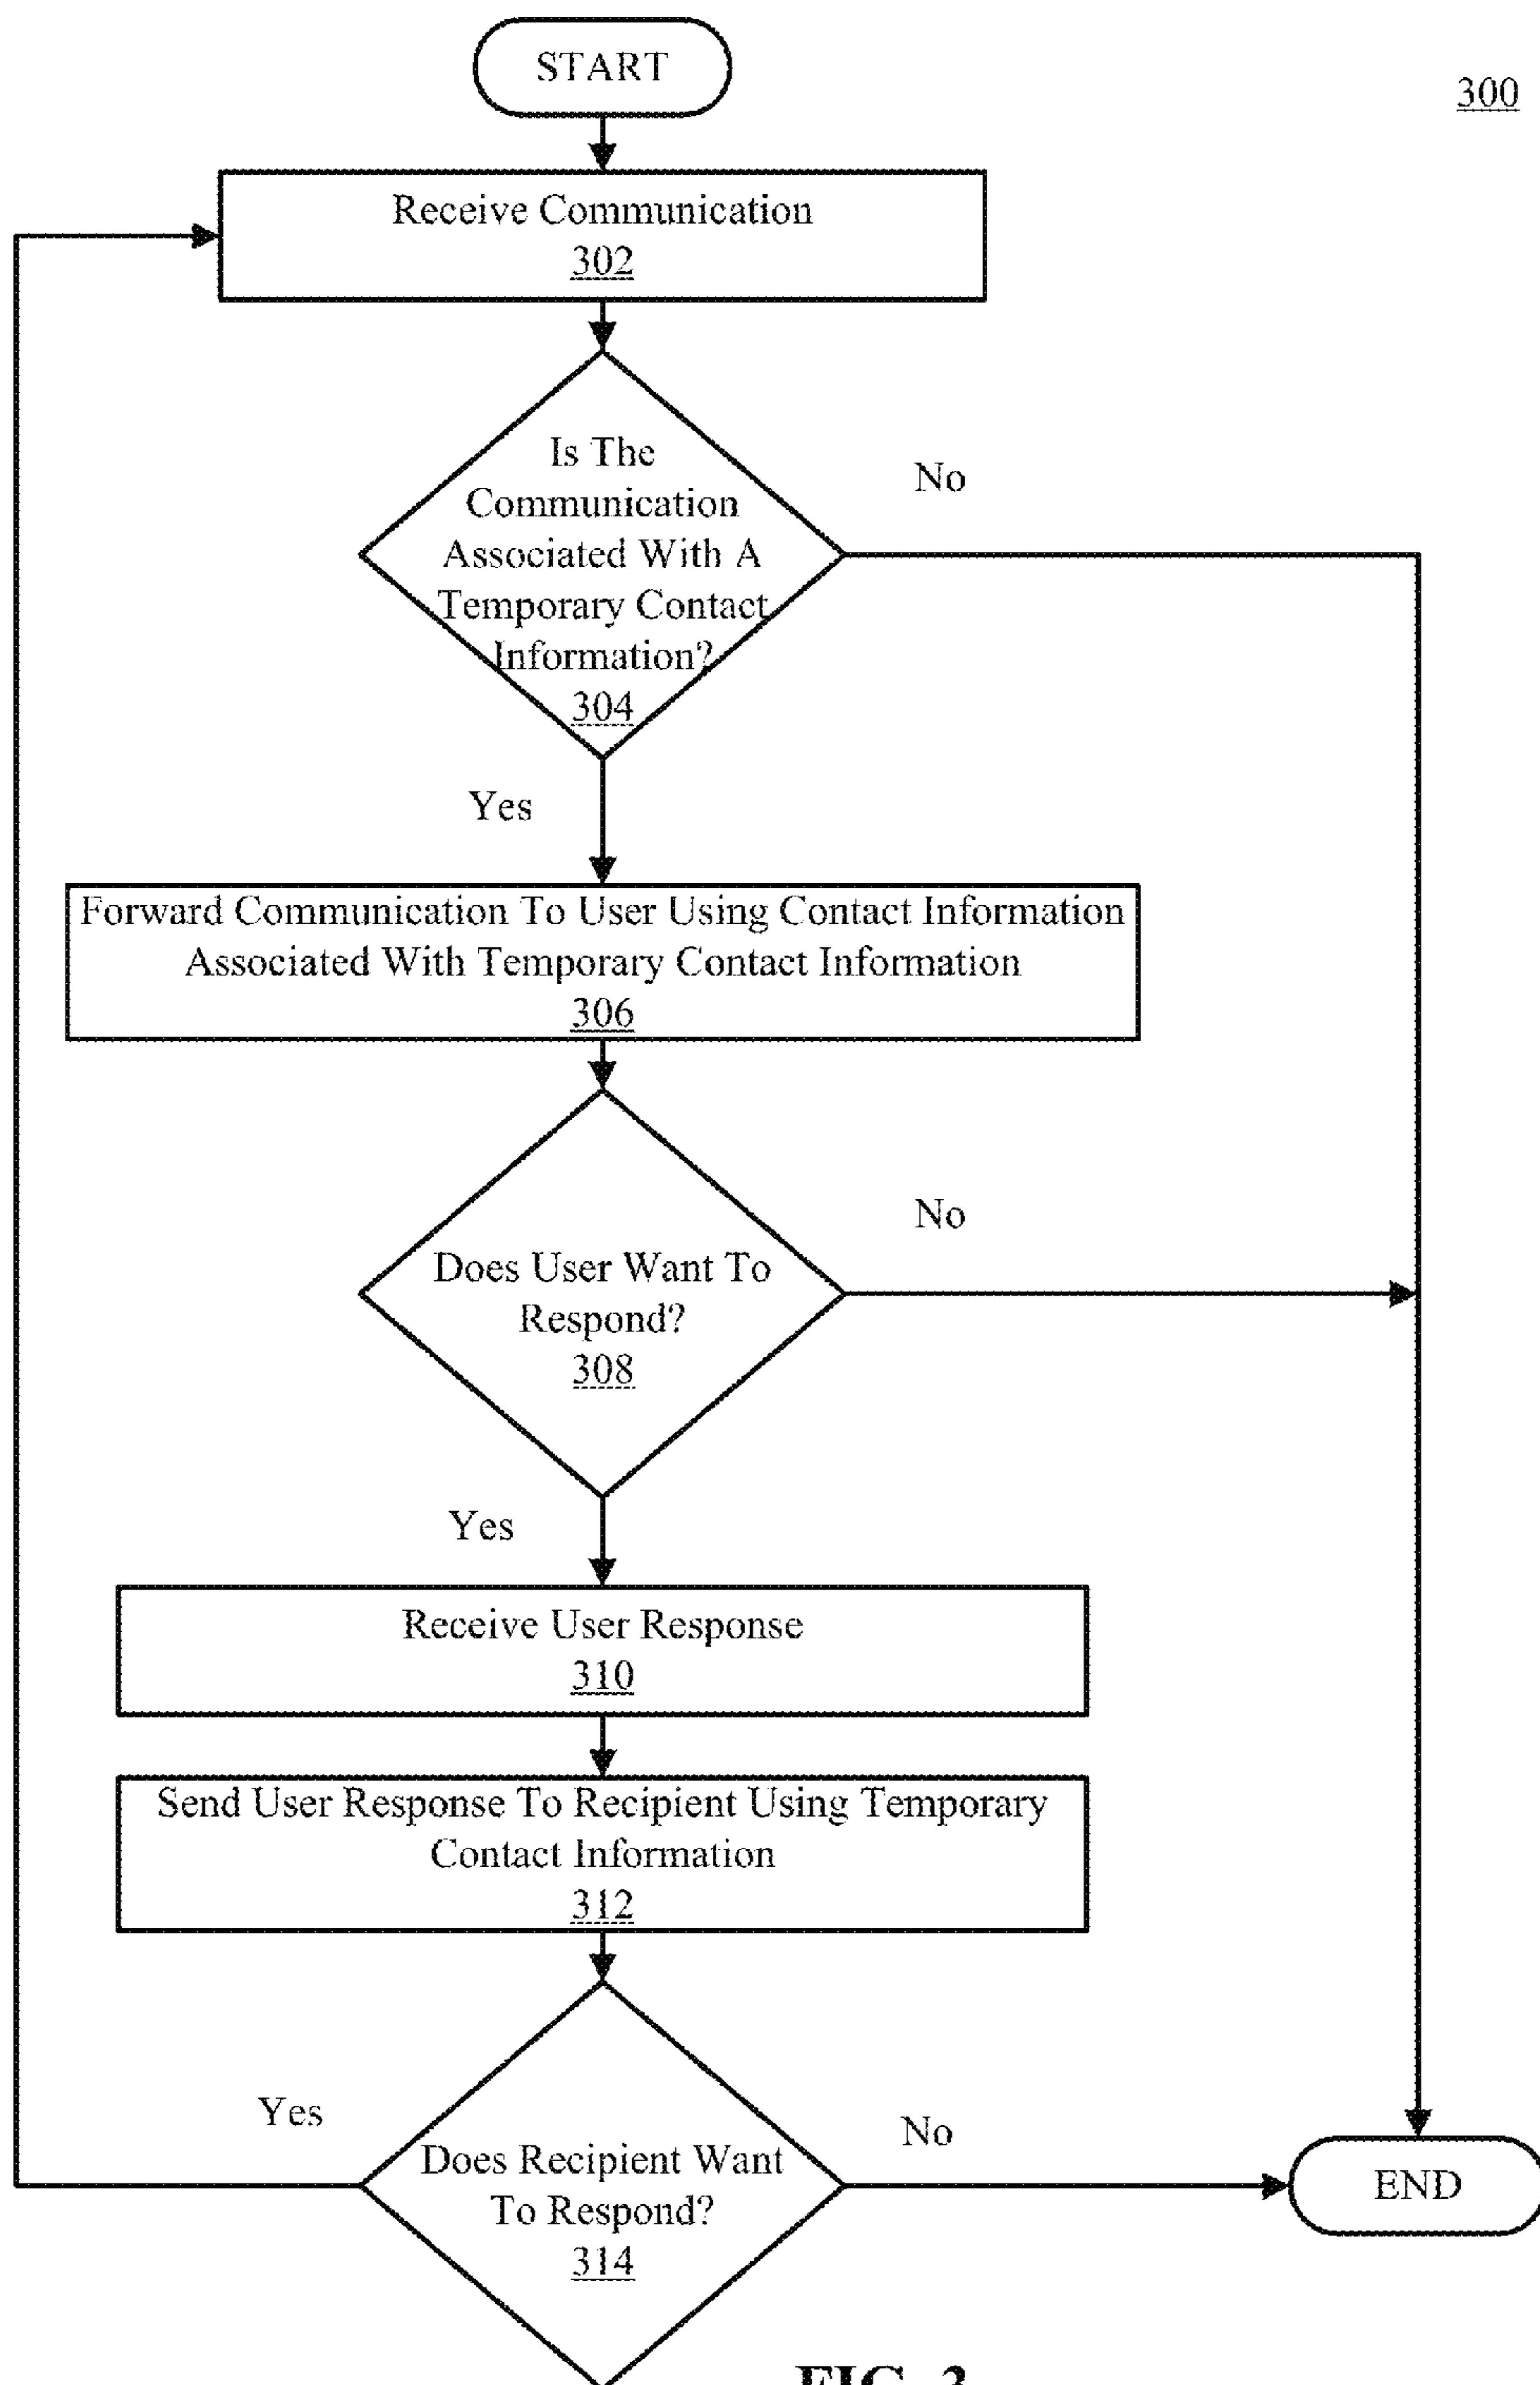 START
300
Receive Communication
302
Is The
Communication
Associated With A
Temporary Contact
Information?
304
No
Yes
Forward Communication To User Using Contact Information
Associated With Temporary Contact Information
306
Does User Want To
Respond?
308
No
Yes
Receive User Response
310
Send User Response To Recipient Using Temporary
Contact Information
312
Yes
Does Recipient Want
To Respond?
314
No
END
FIG. 3